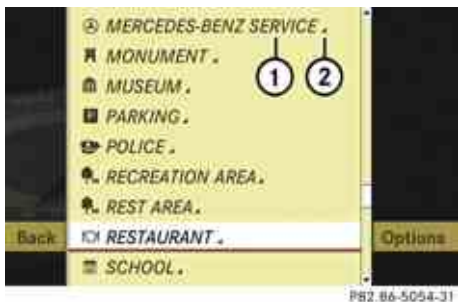 MERCEDES-BENZ SERVICE .
MONUMENT .
1 2
MUSEUM .
P PARKING .
POLICE .
RECREATION AREA .
REST AREA .
Back RESTAURANT . Options
SCHOOL .
P82.86-5054-31